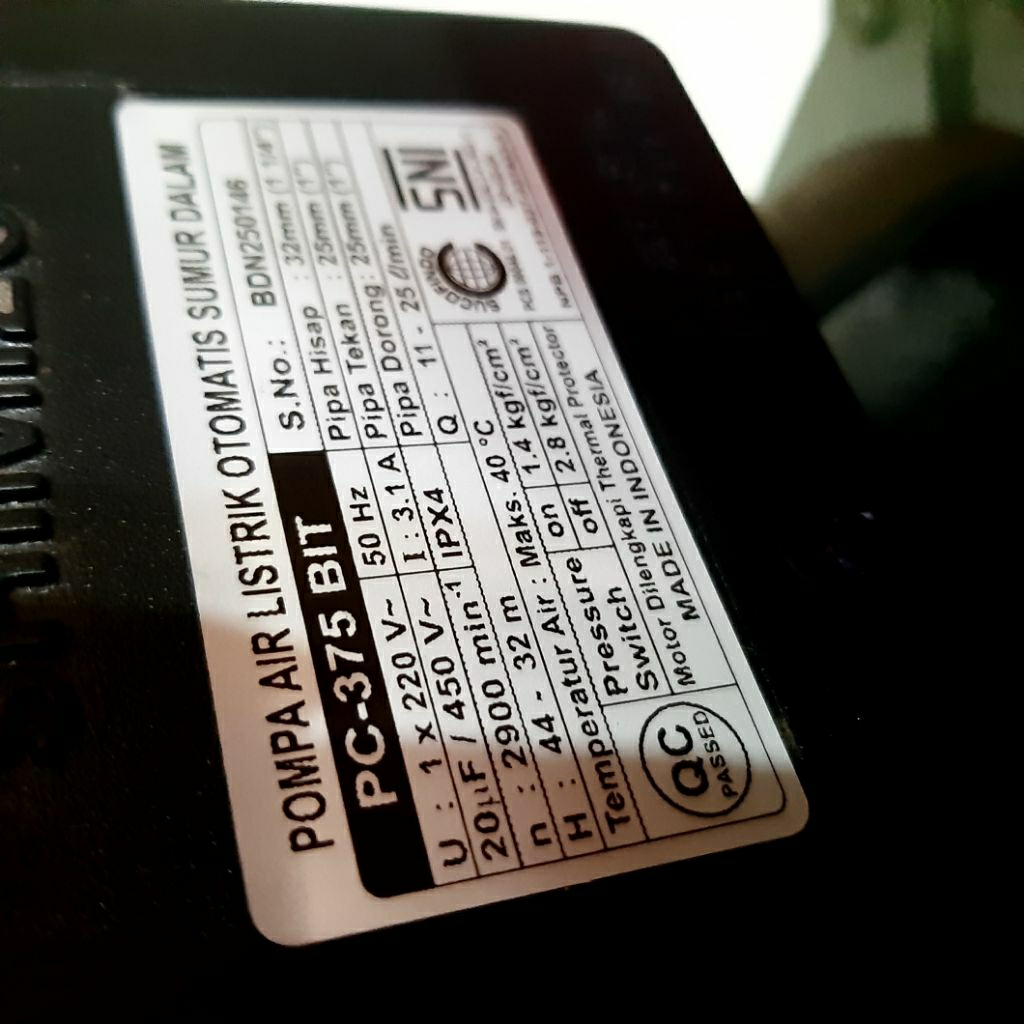 POMPA AIR LISTRIK OTOMATIS SUMUR DALAM
PC-375 BIT
S.No.: BDN250146
Pipa Hisap : 32mm (1 1/4")
Pipa Tekan : 25mm (1")
Pipa Dorong : 25mm (1")
U : 1 x 220 V~ 50 Hz
20µF / 450 V~ I : 3.1 A
n : 2900 min-1 IPX4
Q : 11 - 25 ℓ/min
H : 44 - 32 m
Temperatur Air : Maks. 40 °C
Pressure Switch
on 1.4 kgf/cm²
off 2.8 kgf/cm²
Motor Dilengkapi Thermal Protector
MADE IN INDONESIA
QC
PASSED
SUCOFINDO
SNI